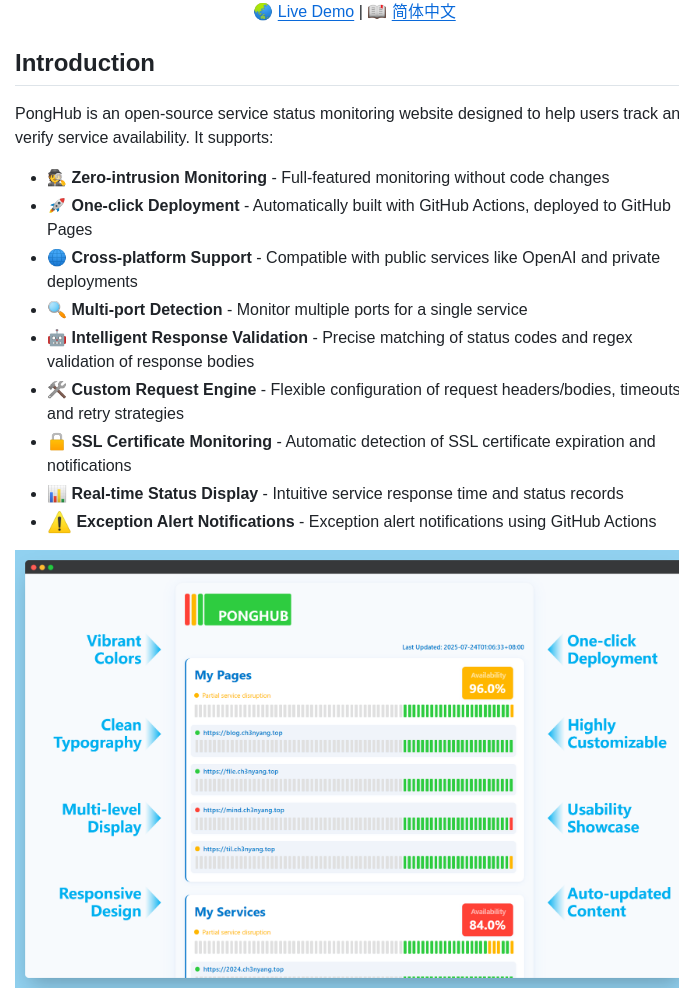 Live Demo | 简体中文
Introduction
PongHub is an open-source service status monitoring website designed to help users track an
verify service availability. It supports:
Zero-intrusion Monitoring - Full-featured monitoring without code changes
One-click Deployment - Automatically built with GitHub Actions, deployed to GitHub
Pages
Cross-platform Support - Compatible with public services like OpenAI and private
deployments
Multi-port Detection - Monitor multiple ports for a single service
Intelligent Response Validation - Precise matching of status codes and regex
validation of response bodies
Custom Request Engine - Flexible configuration of request headers/bodies, timeouts
and retry strategies
SSL Certificate Monitoring - Automatic detection of SSL certificate expiration and
notifications
Real-time Status Display - Intuitive service response time and status records
Exception Alert Notifications - Exception alert notifications using GitHub Actions
PONGHUB
Last Updated: 2025-07-24T01:06:33+08:00
Vibrant
Colors
Clean
Typography
Multi-level
Display
Responsive
Design
My Pages
Availability
96.0%
Partial service disruption
https://blog.ch3nyang.top
https://file.ch3nyang.top
https://mind.ch3nyang.top
https://til.ch3nyang.top
My Services
Availability
84.0%
Partial service disruption
https://2024.ch3nyang.top
One-click
Deployment
Highly
Customizable
Usability
Showcase
Auto-updated
Content